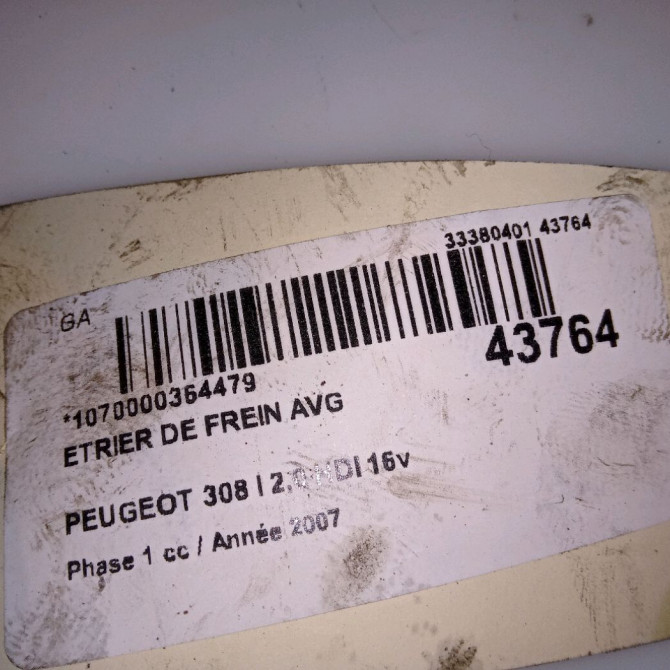 33380401 43764
GA
43764
*1070000364479
ETRIER DE FREIN AVG
PEUGEOT 308 I 2.0 HDI 16v
Phase 1 cc / Année 2007